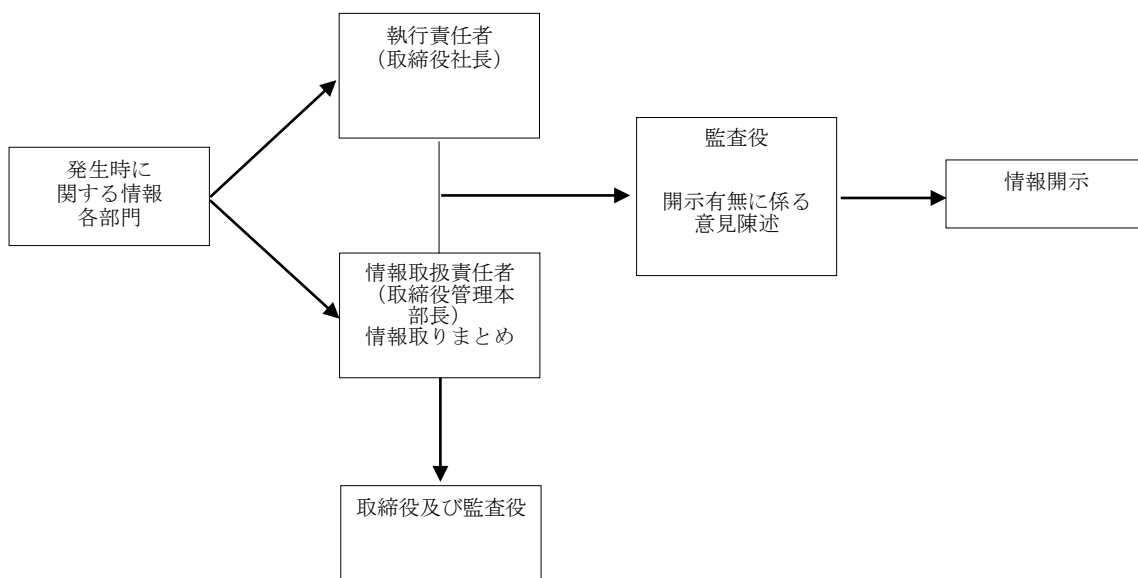 執行責任者
（取締役社長）
発生時に
関する情報
各部門
監査役
開示有無に係る
意見陳述
情報開示
情報取扱責任者
（取締役管理本
部長）
情報取りまとめ
取締役及び監査役